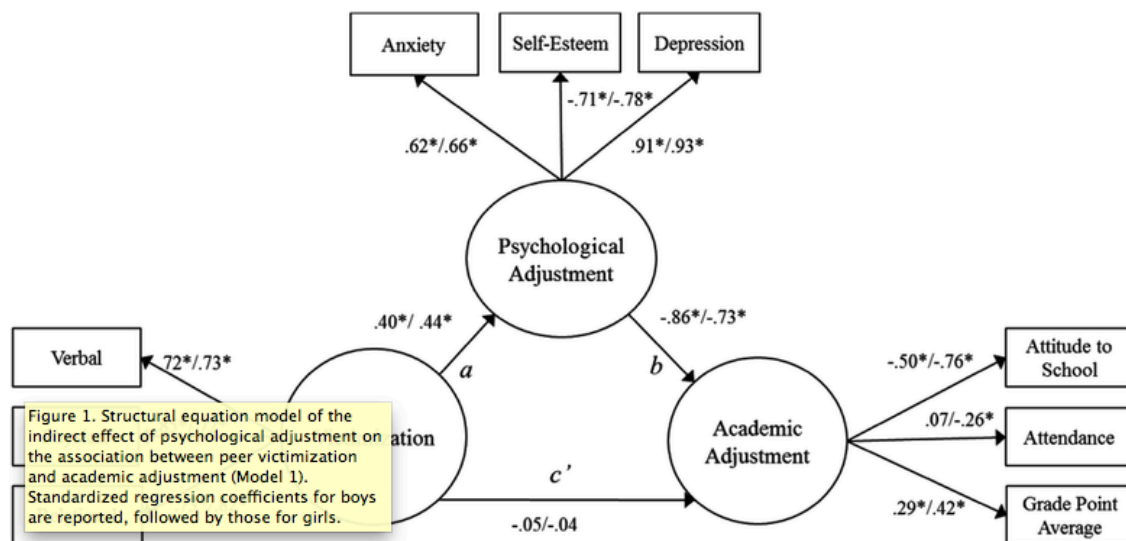 Anxiety
Self-Esteem
Depression
-.71*/-.78*
.62*/.66*
.91*/.93*
Psychological
Adjustment
.40*/ .44*
-.86*/-.73*
Verbal
72*/.73*
a
b
-.50*/-.76*
Attitude to
School
Figure 1. Structural equation model of the
indirect effect of psychological adjustment on
the association between peer victimization
and academic adjustment (Model 1).
Standardized regression coefficients for boys
are reported, followed by those for girls.
ation
Academic
Adjustment
.07/-.26*
Attendance
c’
-.05/-.04
.29*/.42*
Grade Point
Average